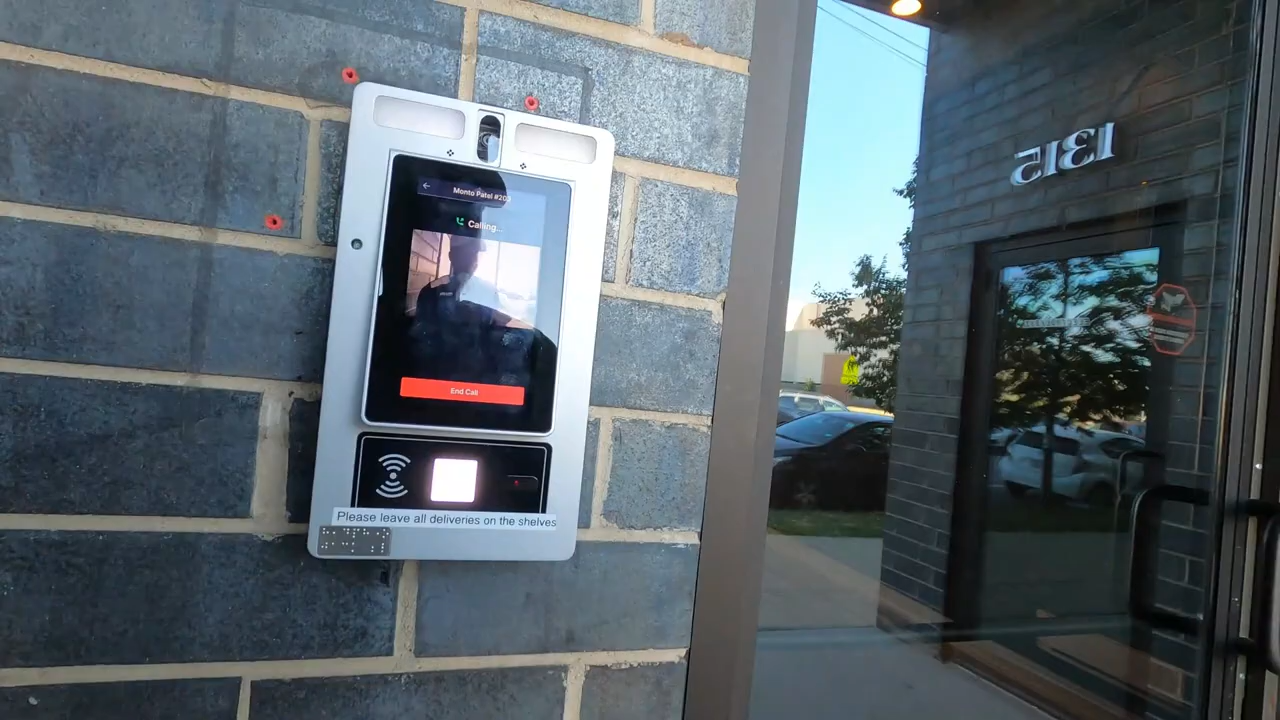 Monto Patel #202
Calling...
End Call
Please leave all deliveries on the shelves
1315